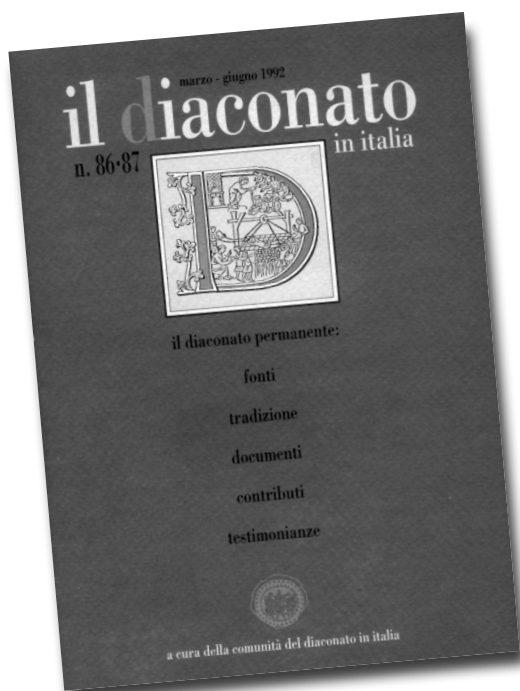 marzo - giugno 1992
il diaconato
in italia
n. 86•87
D
il diaconato permanente:
fonti
tradizione
documenti
contributi
testimonianze
a cura della comunità del diaconato in italia